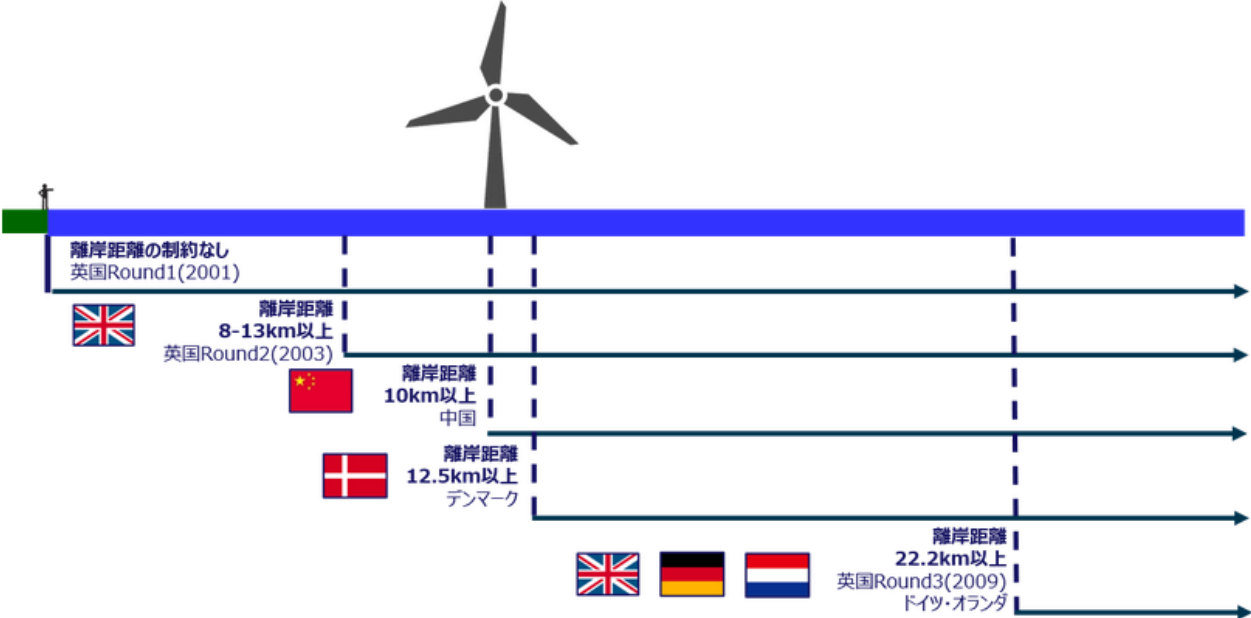 離岸距離の制約なし
英国Round1(2001)
離岸距離
8-13km以上
英国Round2(2003)
離岸距離
10km以上
中国
離岸距離
12.5km以上
デンマーク
離岸距離
22.2km以上
英国Round3(2009)
ドイツ・オランダ